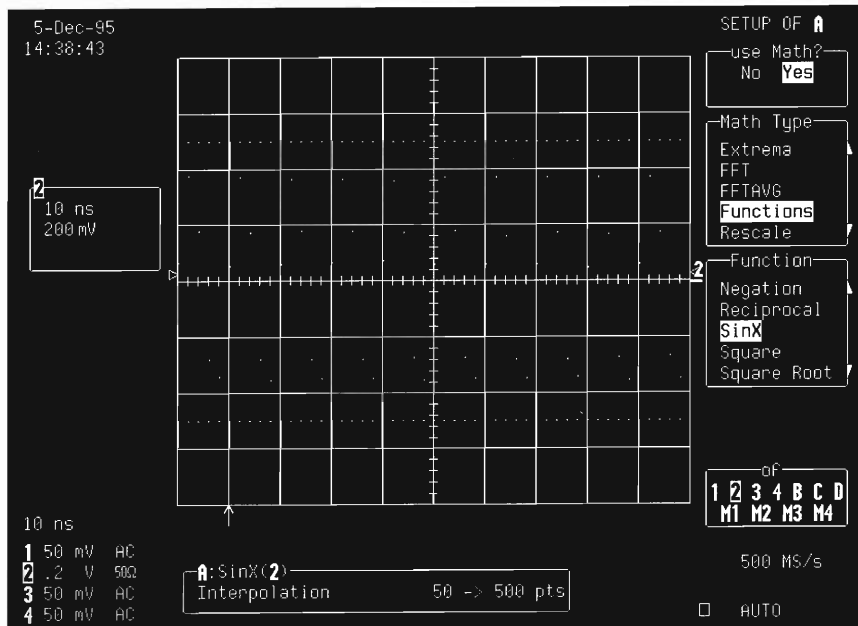 5-Dec-95
14:38:43
SETUP OF A
use Math?
No Yes
Math Type
Extrema
FFT
FFTAVG
Functions
Rescale
2
10 ns
200 mV
2
Function
Negation
Reciprocal
SinX
Square
Square Root
of
1 2 3 4 B C D
M1 M2 M3 M4
10 ns
1 50 mV AC
2 .2 V 50Ω
3 50 mV AC
4 50 mV AC
A:SinX(2)
Interpolation 50 -> 500 pts
500 MS/s
AUTO